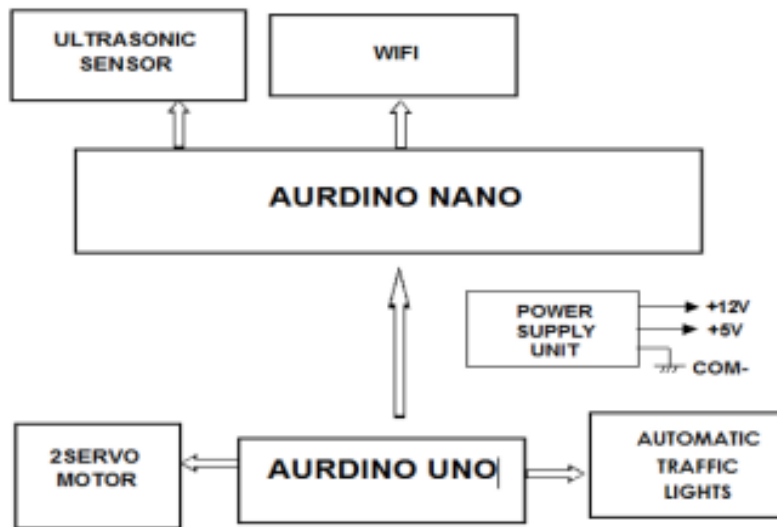 ULTRASONIC
SENSOR
WIFI
AURDINO NANO
POWER
SUPPLY
UNIT
+12V
+5V
COM-
2SERVO
MOTOR
AURDINO UNO
AUTOMATIC
TRAFFIC
LIGHTS